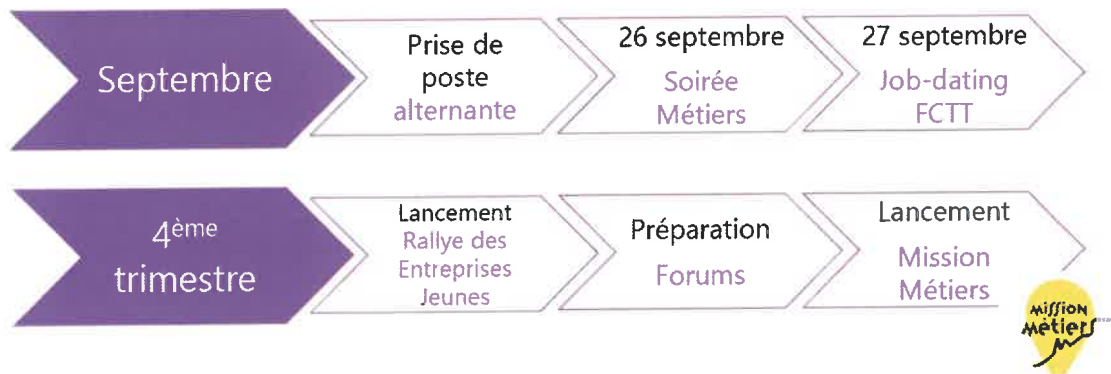 Septembre
Prise de
poste
alternante
26 septembre
Soirée
Métiers
27 septembre
Job-dating
FCTT
4ème
trimestre
Lancement
Rallye des
Entreprises
Jeunes
Préparation
Forums
Lancement
Mission
Métiers
Mission
Métiers